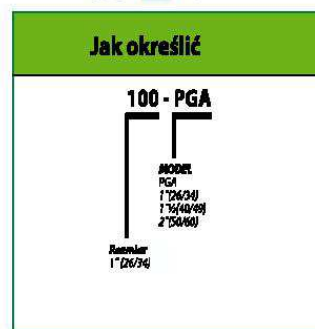 Jak określić
100 - PGA
MODEL
PGA
1"(26/34)
1 ½(40/49)
2"(50/60)
Rozmiar
1"(26/34)